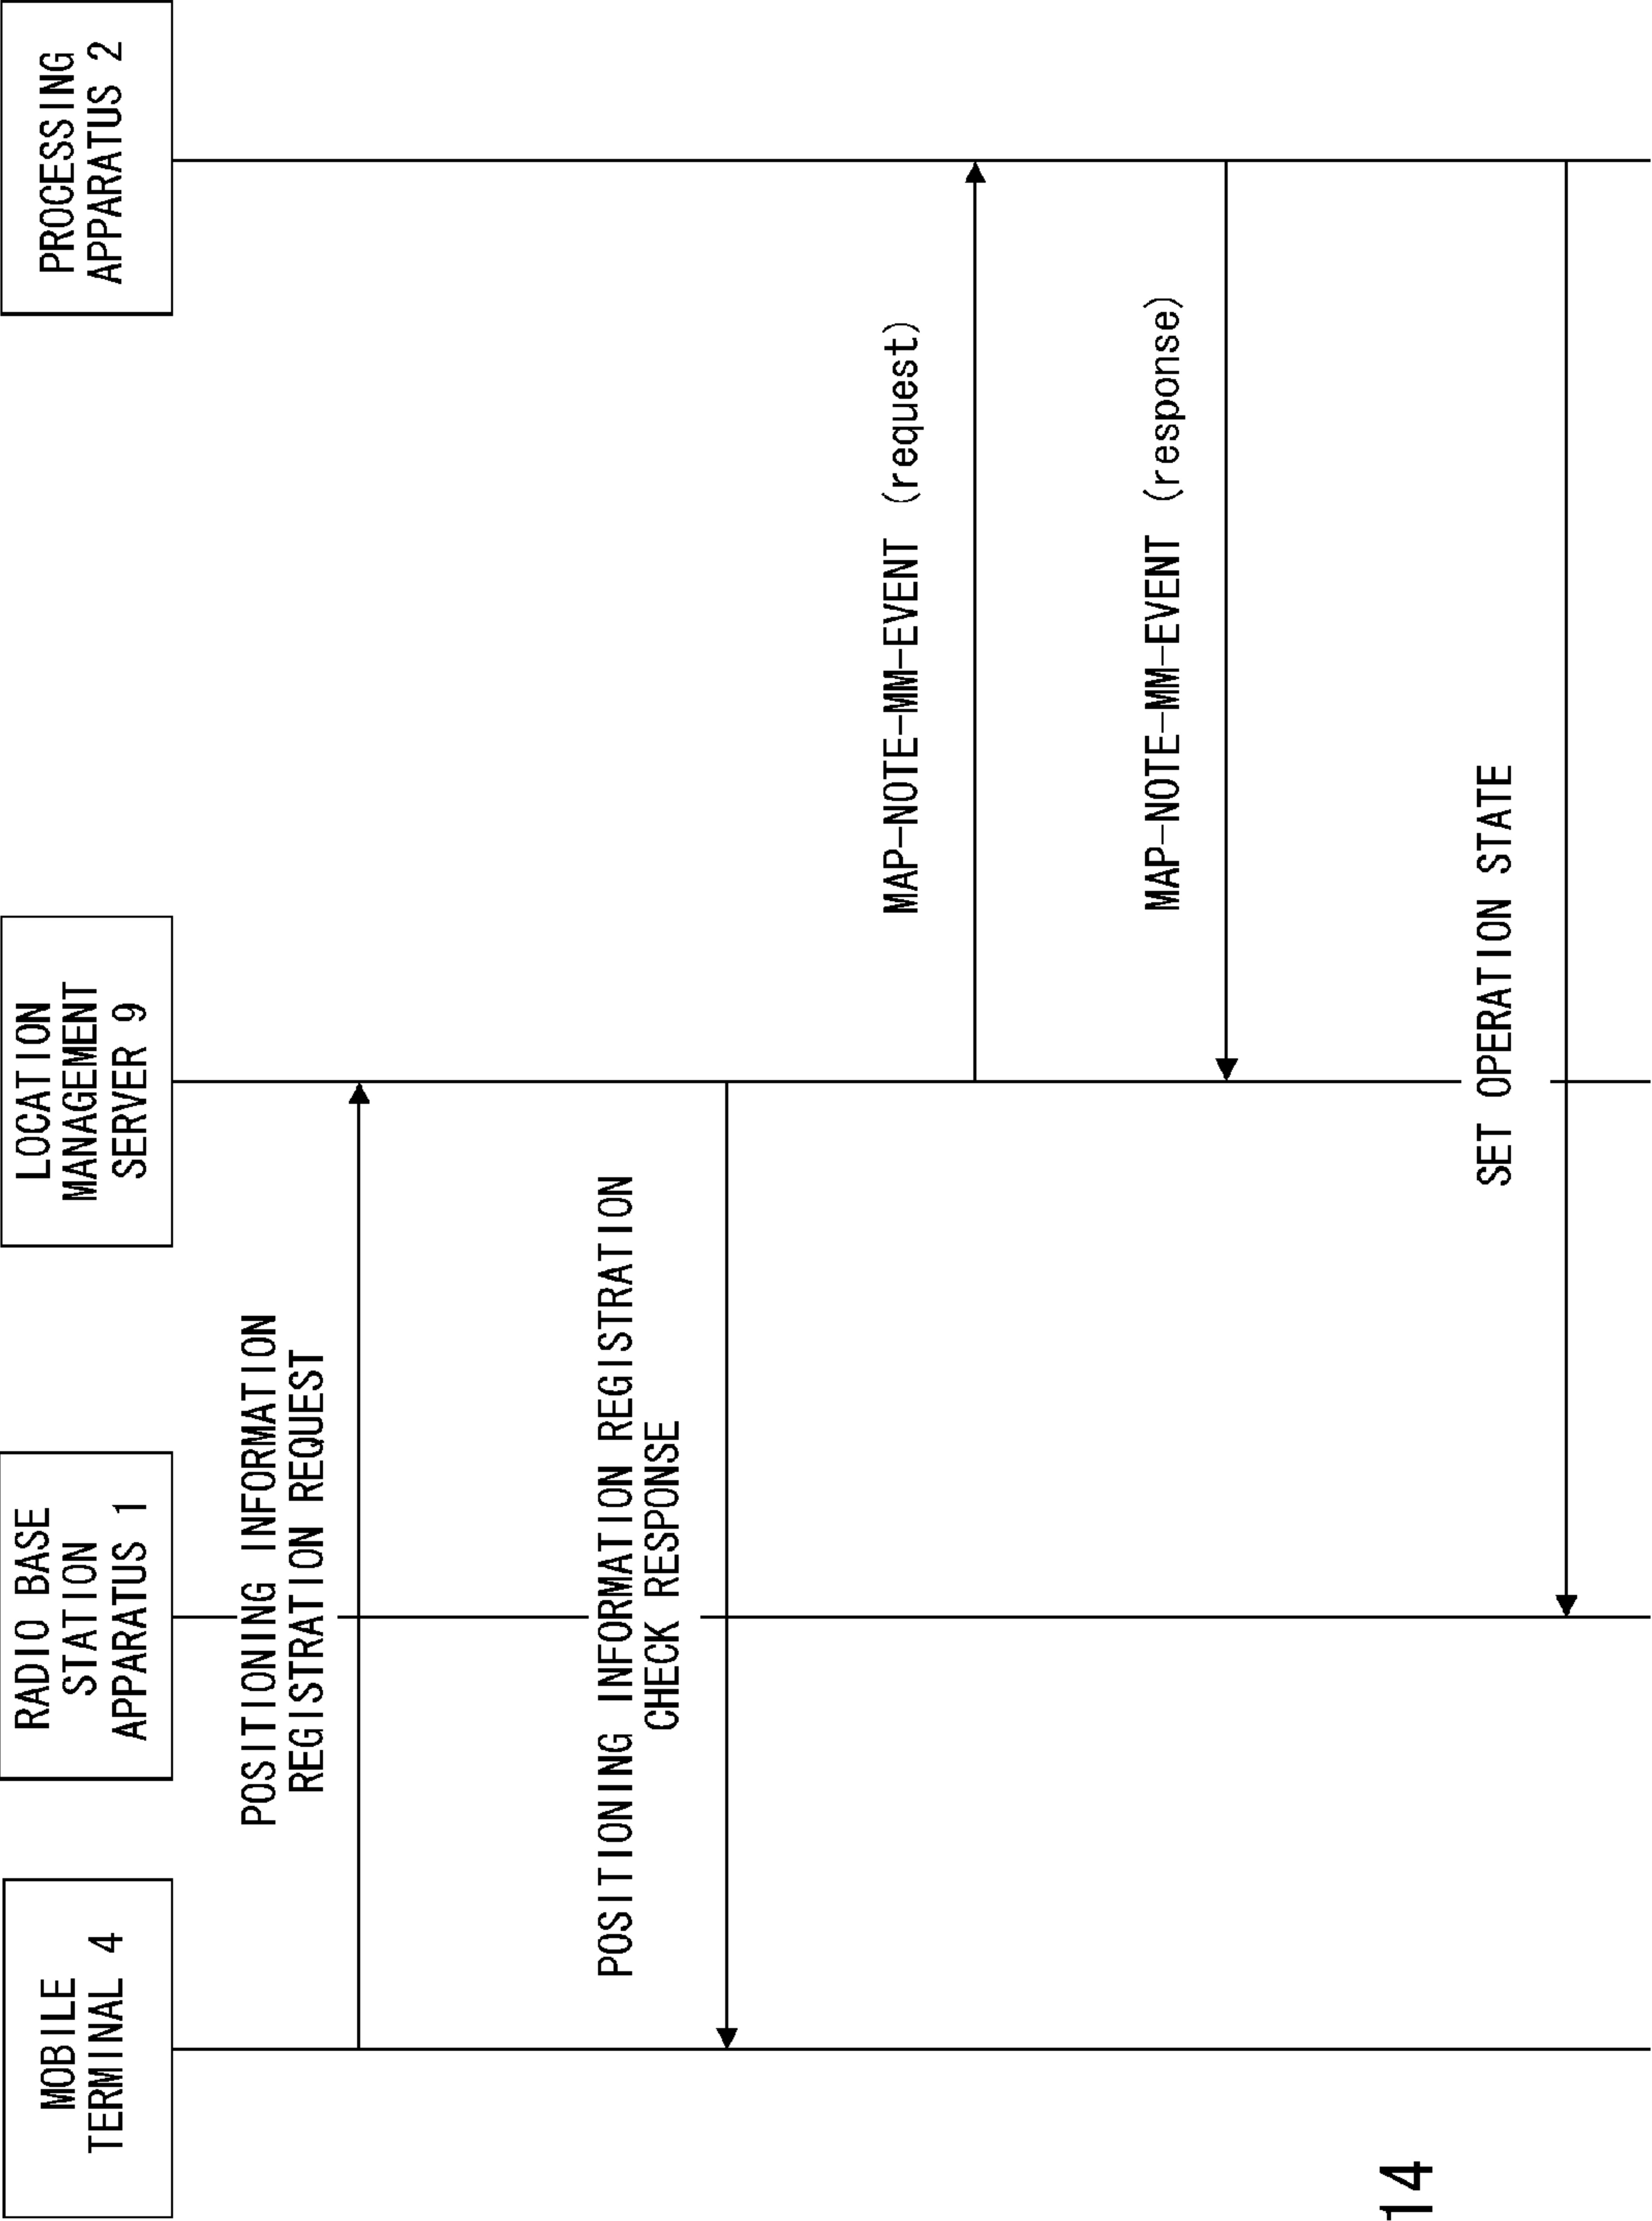 MOBILE
TERMINAL 4
RADIO BASE
STATION
APPARATUS 1
LOCATION
MANAGEMENT
SERVER 9
PROCESSING
APPARATUS 2
POSITIONING INFORMATION
REGISTRATION REQUEST
POSITIONING INFORMATION REGISTRATION
CHECK RESPONSE
MAP-NOTE-MM-EVENT (request)
MAP-NOTE-MM-EVENT (response)
SET OPERATION STATE
14